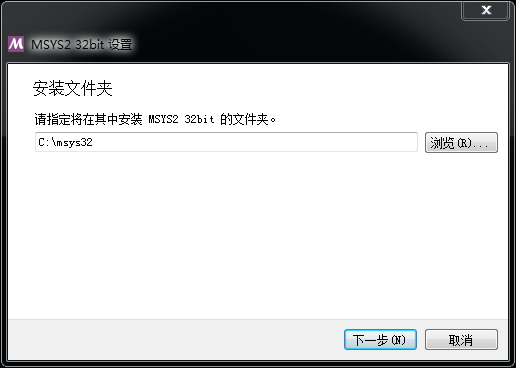 MSYS2 32bit 设置
安装文件夹
请指定将在其中安装 MSYS2 32bit 的文件夹。
C:\msys32
浏览(R)...
下一步(N)
取消